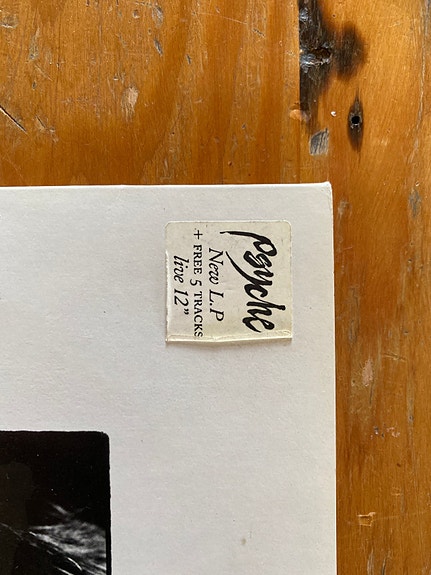 psyche
New L.P
+ FREE 5 TRACKS
live 12”